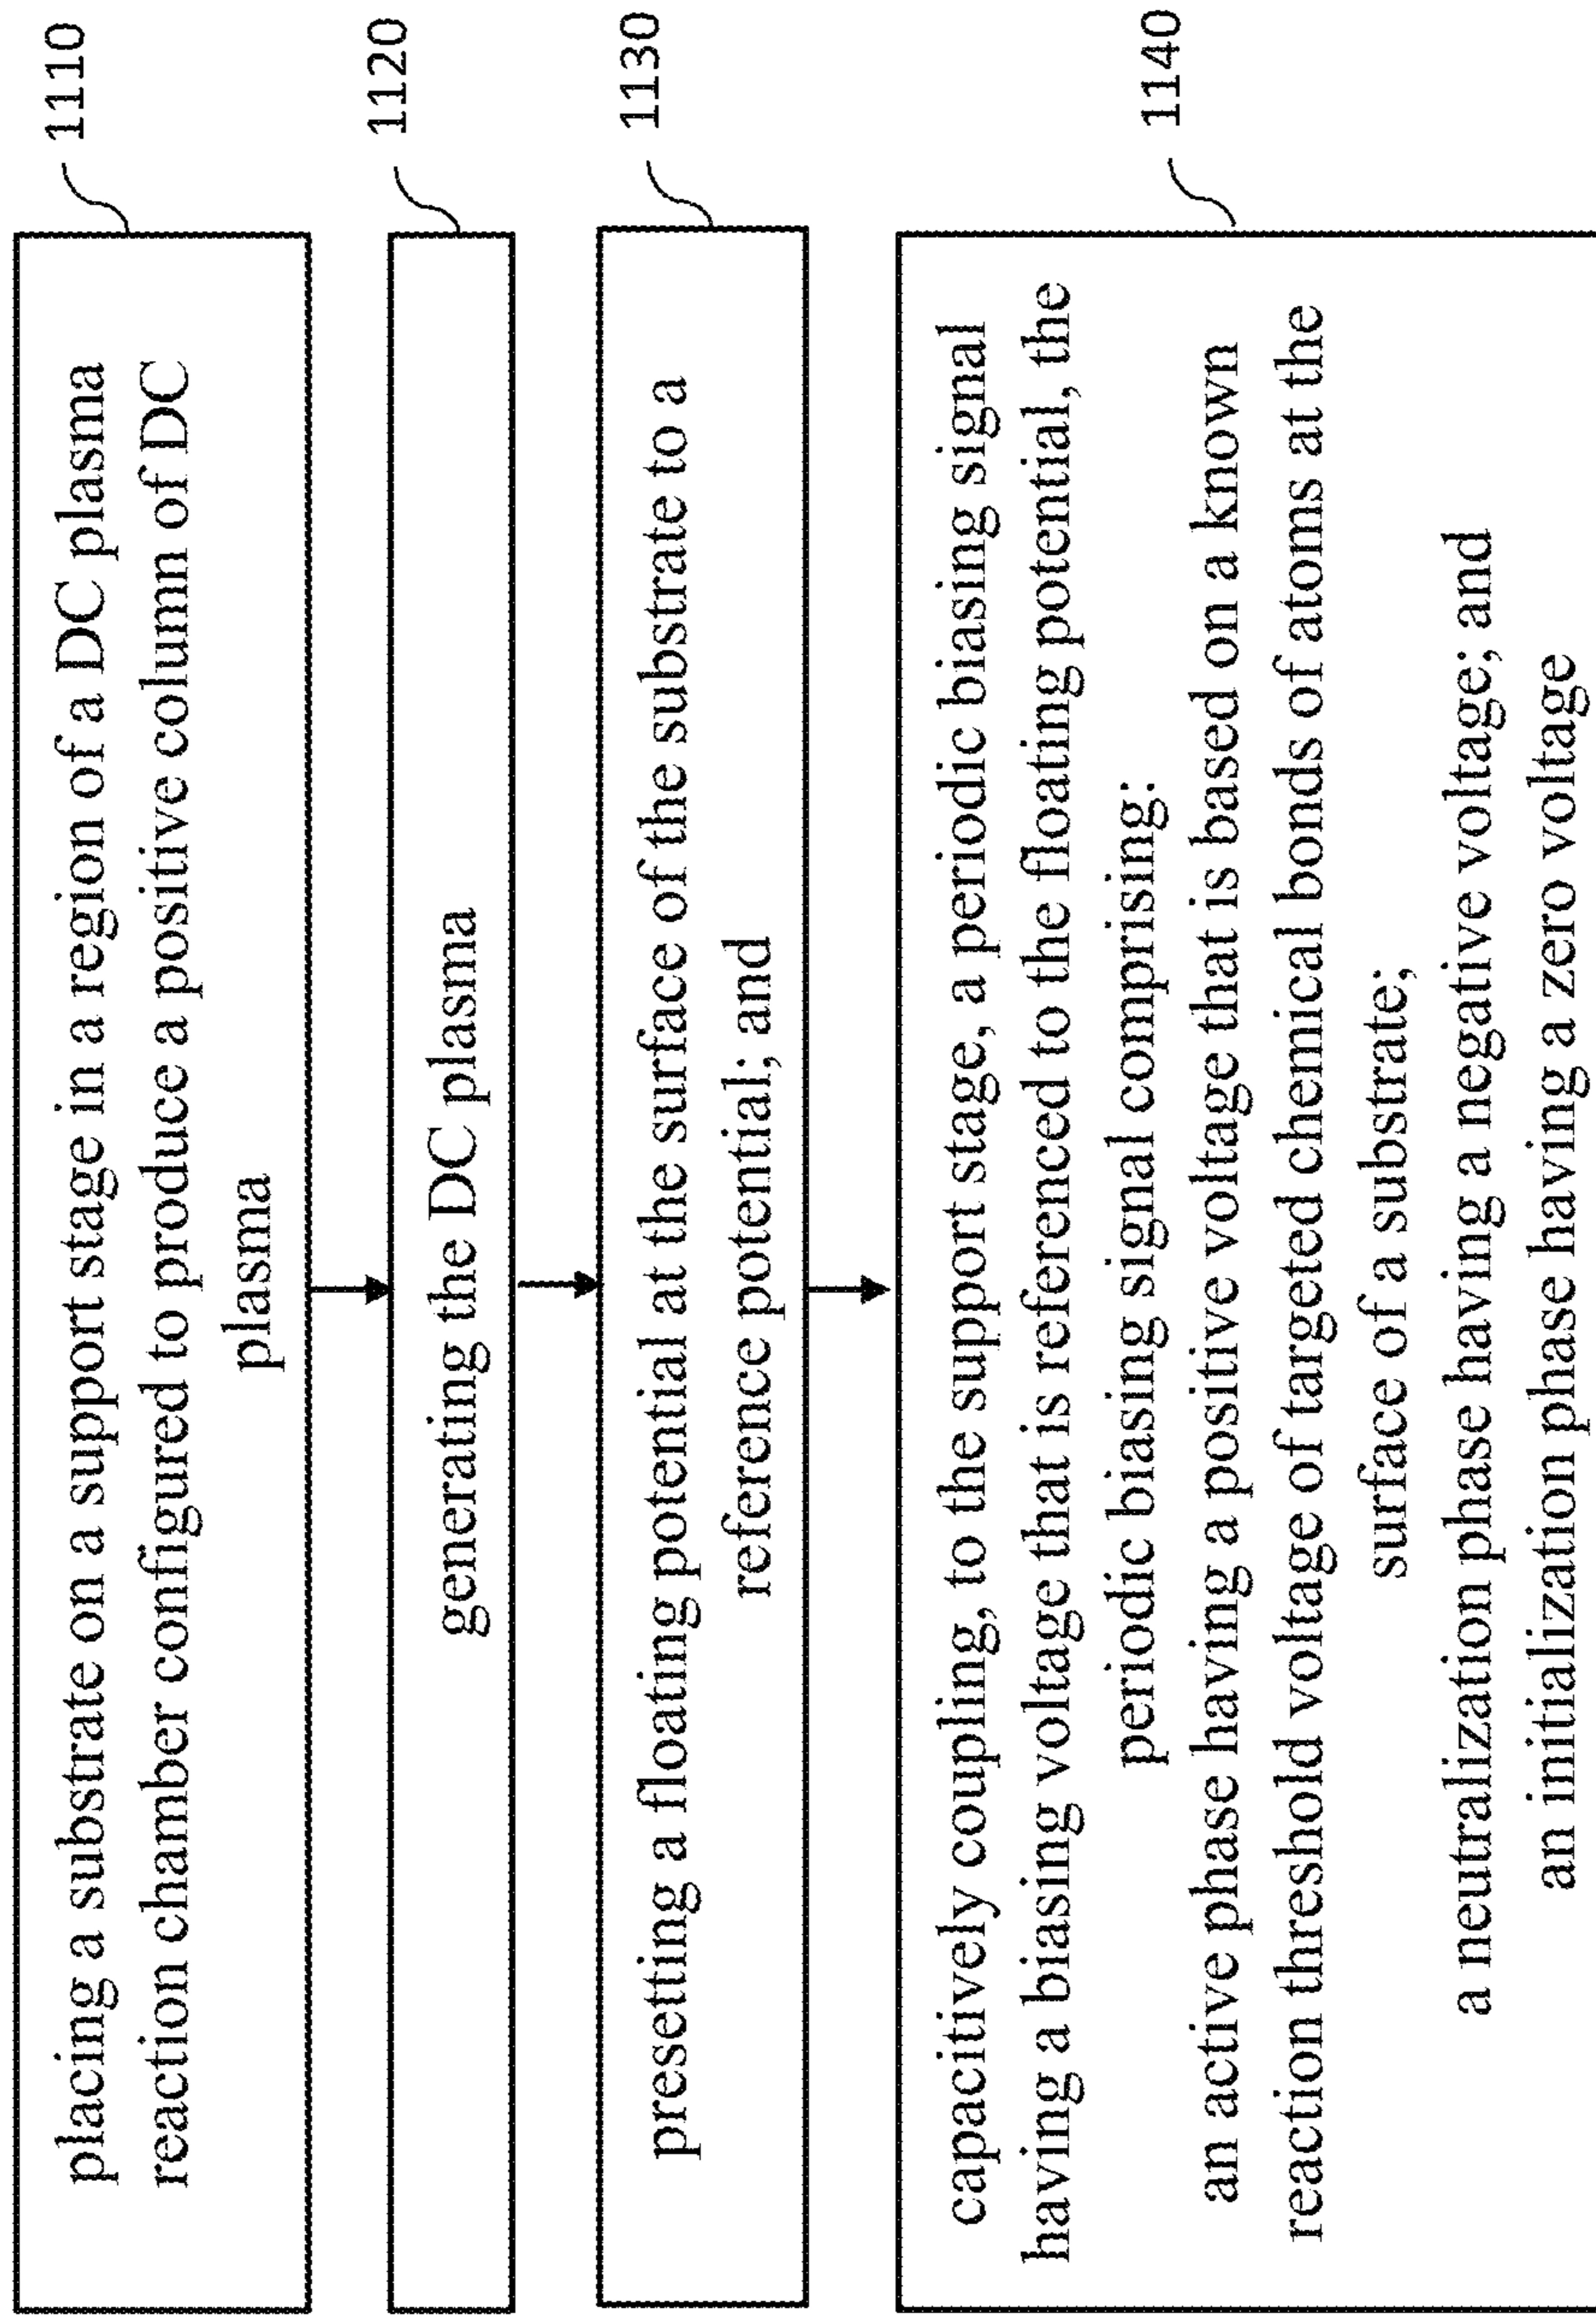 placing a substrate on a support stage in a region of a DC plasma
reaction chamber configured to produce a positive column of DC
plasma
1110
generating the DC plasma
1120
presetting a floating potential at the surface of the substrate to a
reference potential; and
1130
capacitively coupling, to the support stage, a periodic biasing signal
having a biasing voltage that is referenced to the floating potential, the
periodic biasing signal comprising:
an active phase having a positive voltage that is based on a known
reaction threshold voltage of targeted chemical bonds of atoms at the
surface of a substrate;
a neutralization phase having a negative voltage; and
an initialization phase having a zero voltage
1140